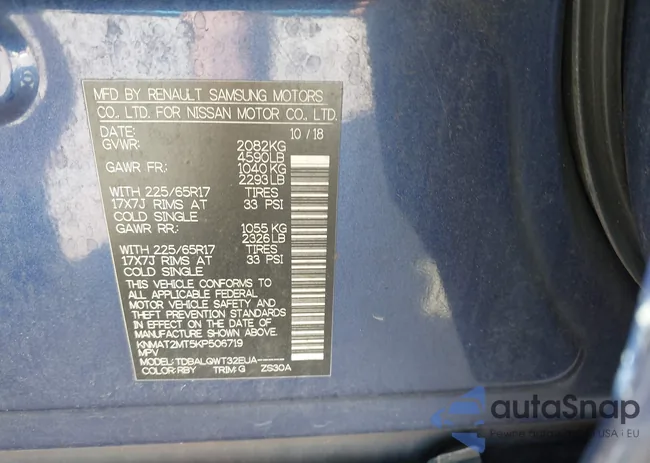 MFD BY RENAULT SAMSUNG MOTORS
CO., LTD. FOR NISSAN MOTOR CO., LTD.
DATE: 10/18
GVWR: 2082KG
4590LB
GAWR FR: 1040 KG
2293 LB
WITH 225/65R17 TIRES
17X7J RIMS AT 33 PSI
COLD SINGLE
GAWR RR: 1055 KG
2326LB
WITH 225/65R17 TIRES
17X7J RIMS AT 33 PSI
COLD SINGLE
THIS VEHICLE CONFORMS TO
ALL APPLICABLE FEDERAL
MOTOR VEHICLE SAFETY AND
THEFT PREVENTION STANDARDS
IN EFFECT ON THE DATE OF
MANUFACTURE SHOWN ABOVE.
KNMAT2MT5KP506719
MPV
MODEL: TDBALGWT32EUA-----
COLOR: RBY TRIM: G ZS30A
autoSnap
USA - EU